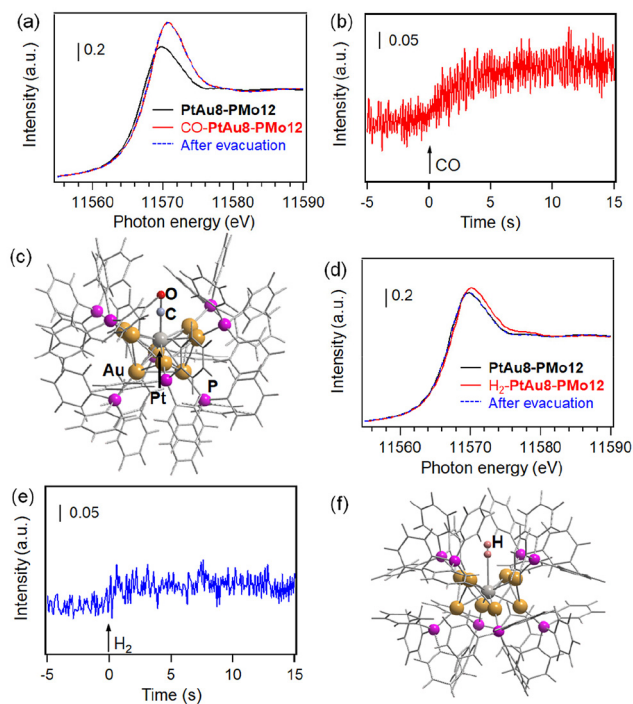 (a)
Intensity (a.u.)
0.2
PtAu8-PMo12
CO-PtAu8-PMo12
After evacuation
11560 11570 11580 11590
Photon energy (eV)
(b)
Intensity (a.u.)
0.05
CO
-5 0 5 10 15
Time (s)
(c)
O
C
Au
Pt
P
(d)
Intensity (a.u.)
0.2
PtAu8-PMo12
H₂-PtAu8-PMo12
After evacuation
11560 11570 11580 11590
Photon energy (eV)
(e)
Intensity (a.u.)
0.05
H₂
-5 0 5 10 15
Time (s)
(f)
H